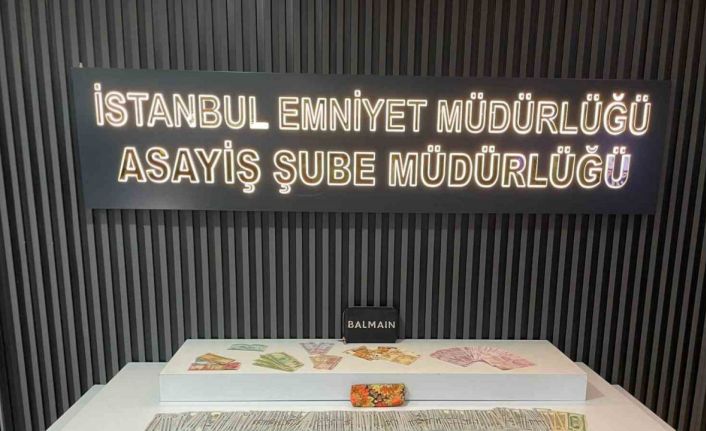 İSTANBUL EMNİYET MÜDÜRLÜĞÜ
ASAYİŞ ŞUBE MÜDÜRLÜĞÜ
BALMAIN